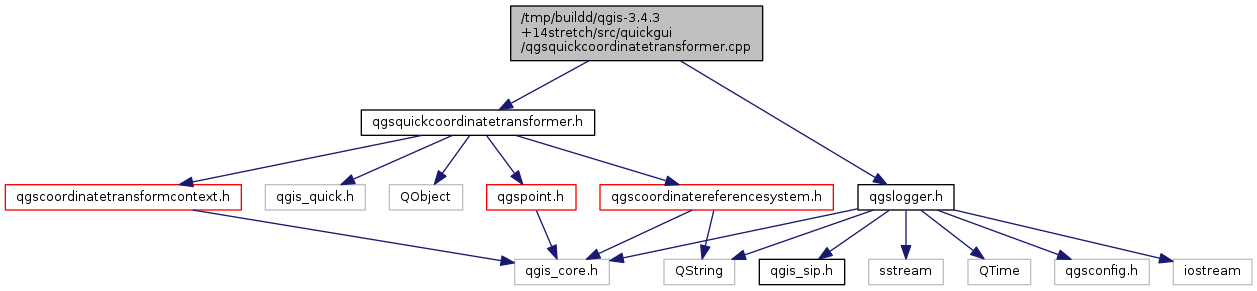 /tmp/buildd/qgis-3.4.3
+14stretch/src/quickgui
/qgsquickcoordinatetransformer.cpp
qgsquickcoordinatetransformer.h
qgscoordinatetransformcontext.h
qgis_quick.h
QObject
qgspoint.h
qgscoordinatereferencesystem.h
qgslogger.h
qgis_core.h
QString
qgis_sip.h
sstream
QTime
qgsconfig.h
iostream